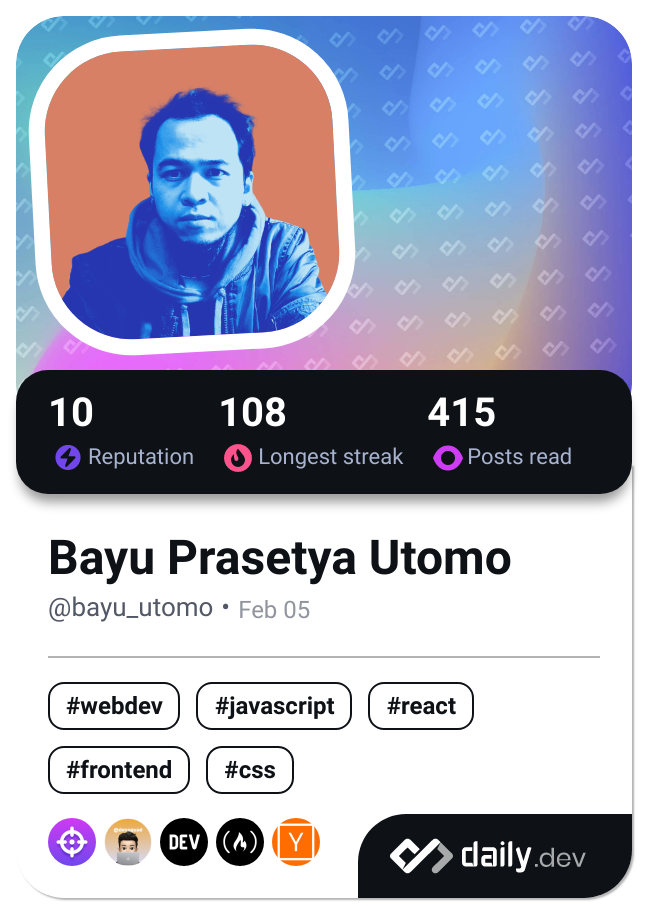 10 108 415
Reputation Longest streak Posts read
Bayu Prasetya Utomo
@bayu_utomo • Feb 05
#webdev #javascript #react
#frontend #css
DEV Y
daily.dev